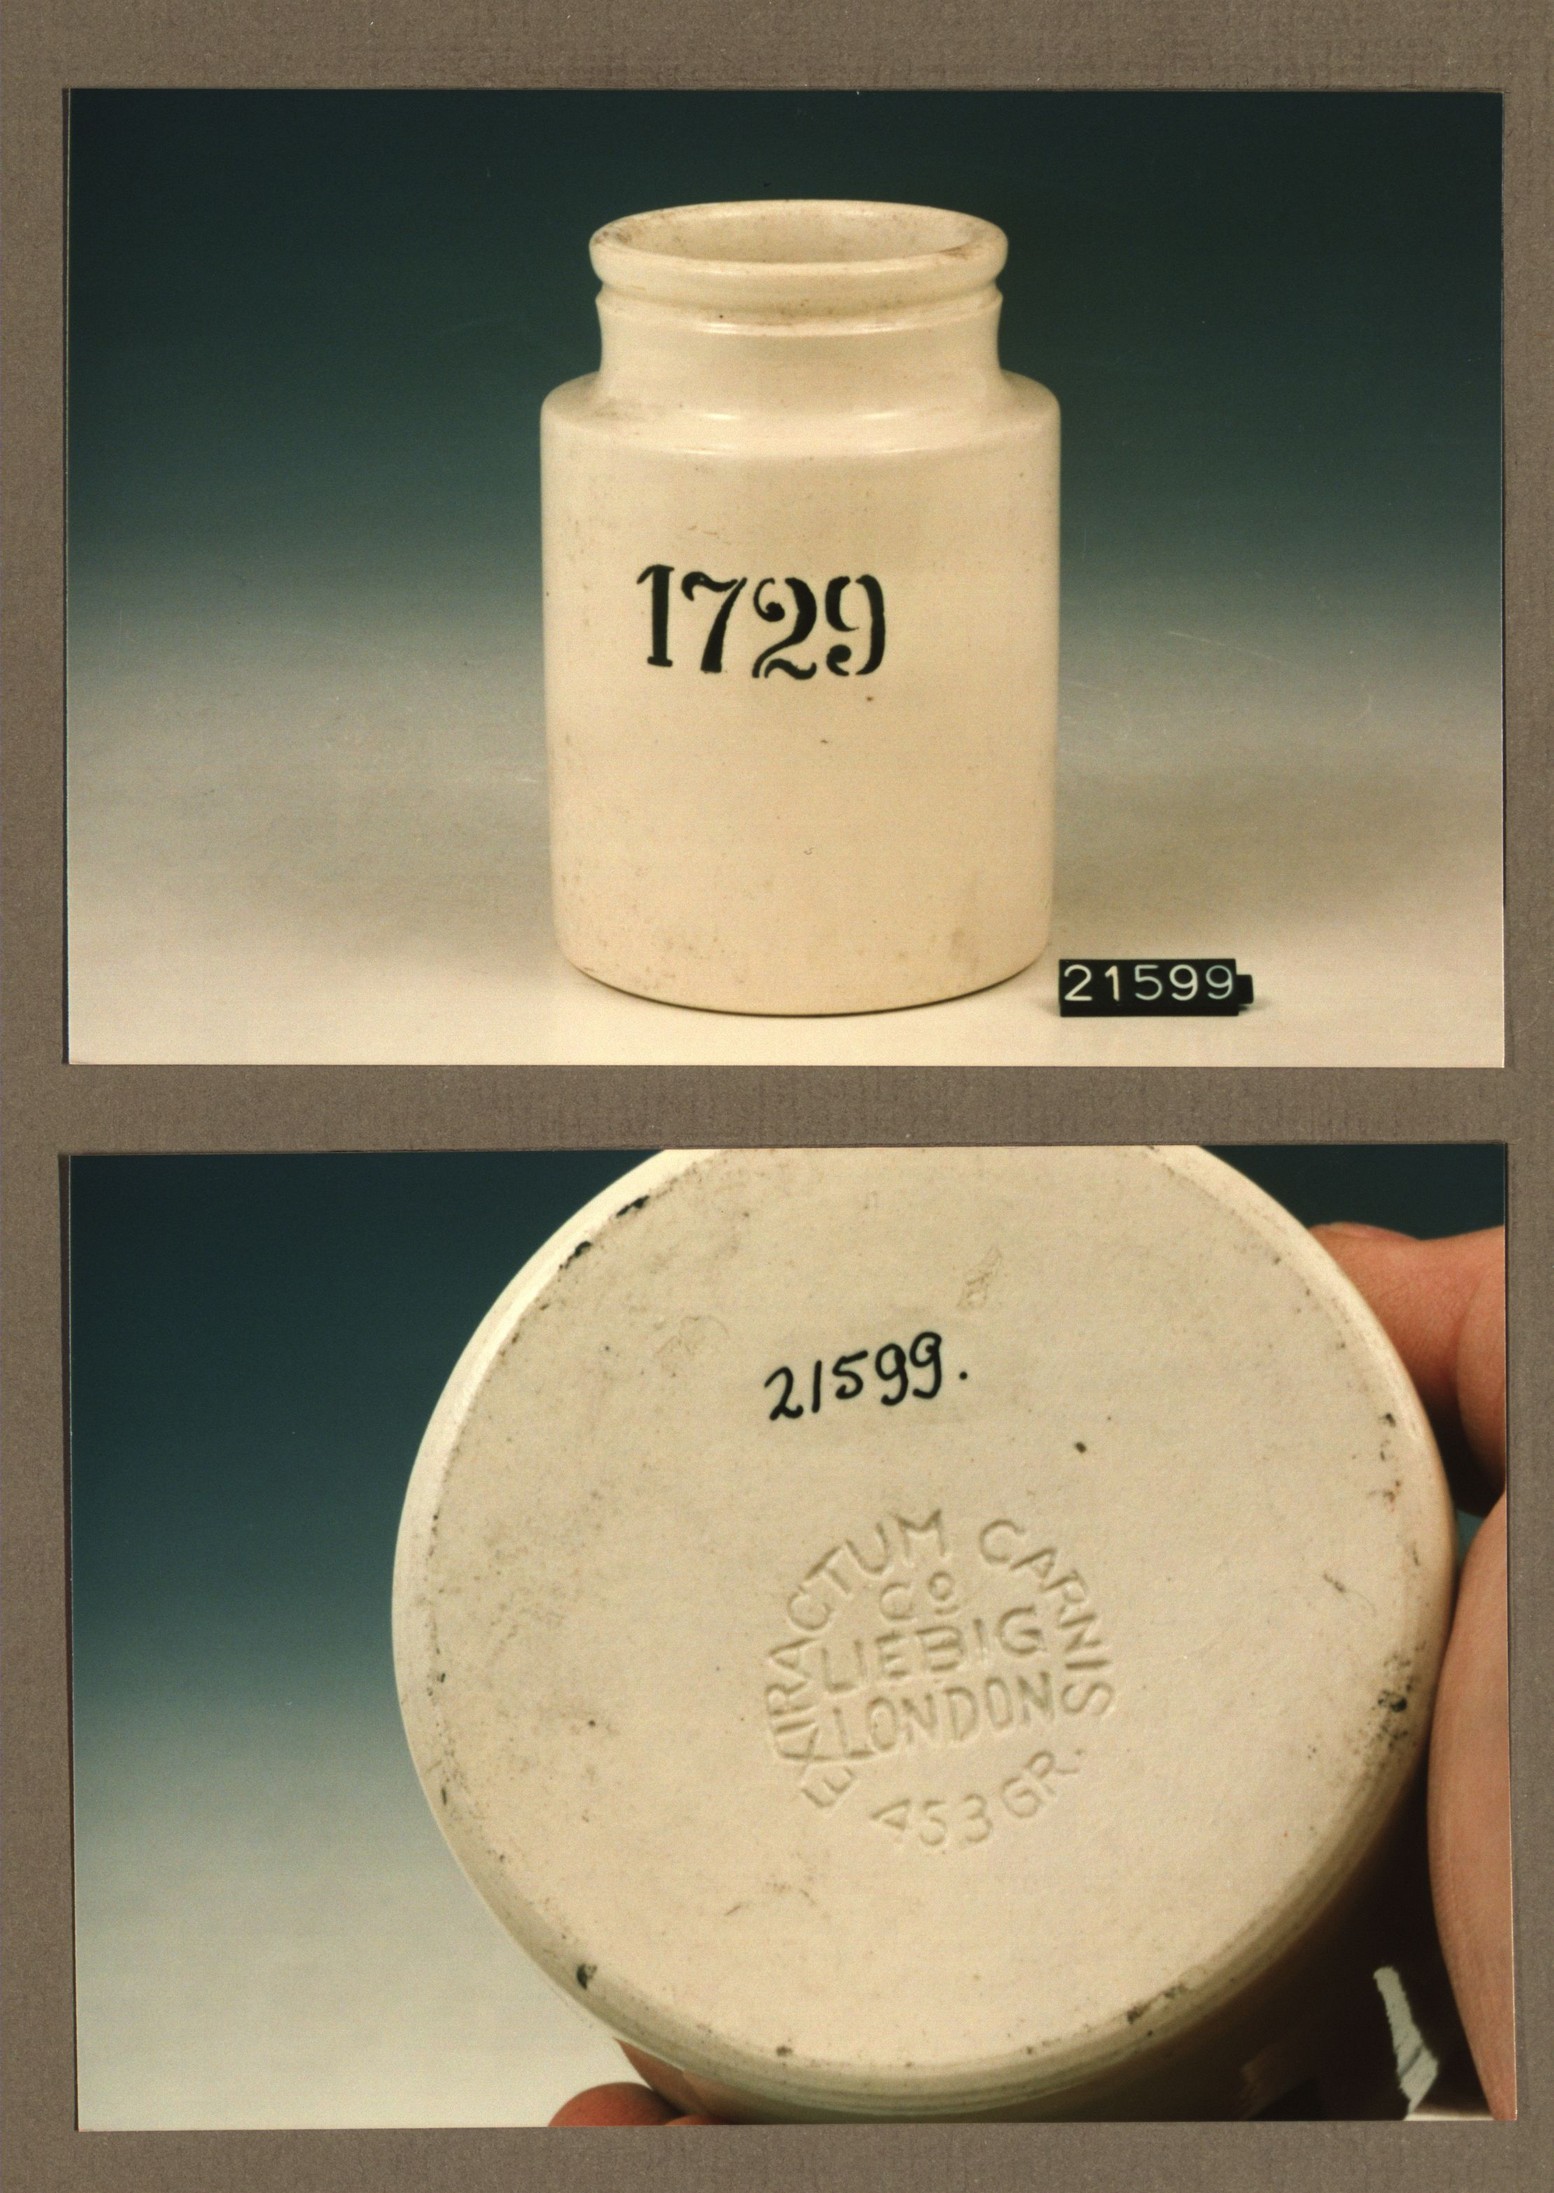 1729
21599
21599.
EXTRACTUM CARNIS
Co
LIEBIG
LONDON
453 GR.